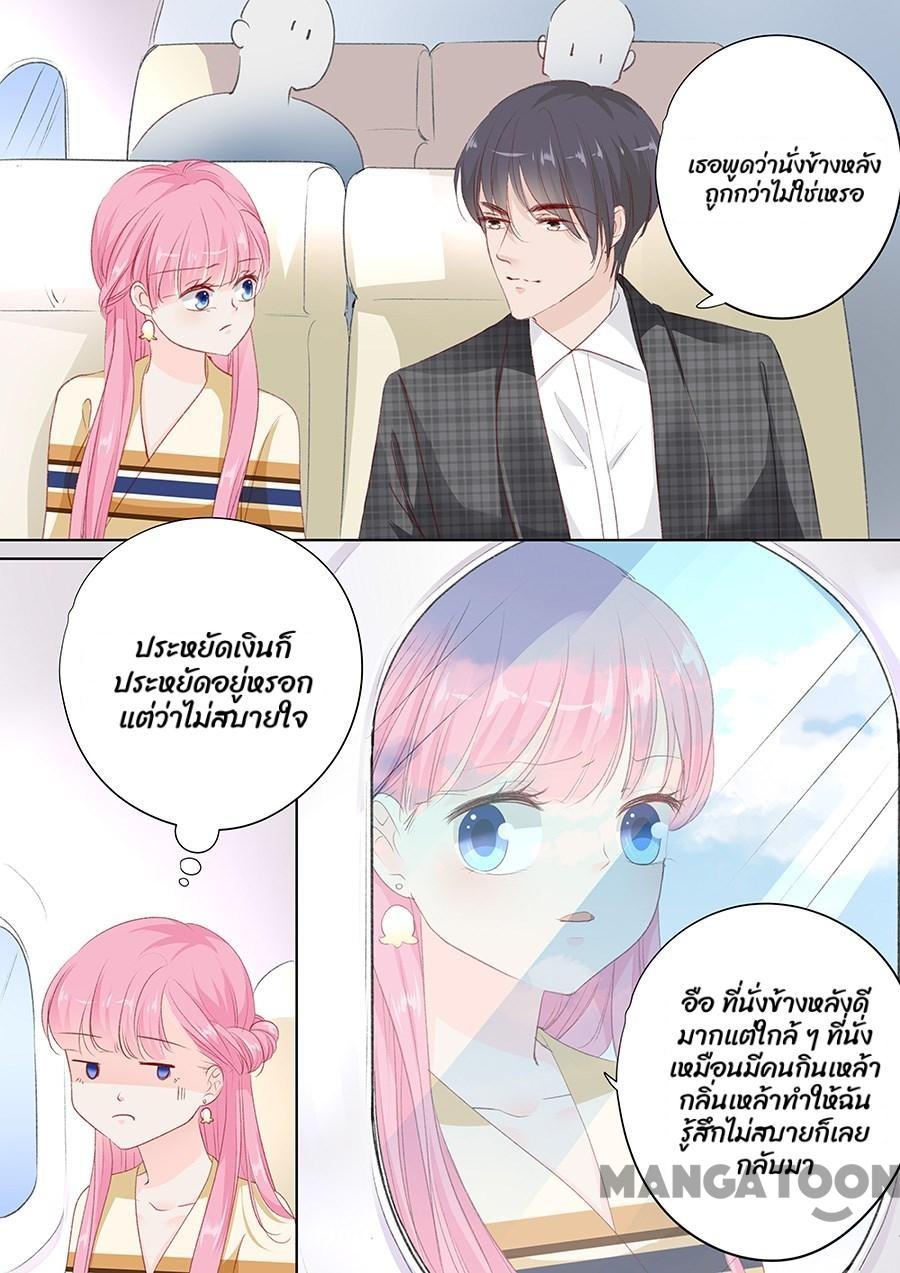 เธอพูดว่านั่งข้างหลัง
ถูกกว่าไม่ใช่เหรอ
ประหยัดเงินก็
ประหยัดอยู่หรอก
แต่ว่าไม่สบายใจ
อือ ที่นั่งข้างหลังดี
มากแต่ใกล้ ๆ ที่นั่ง
เหมือนมีคนกินเหล้า
กลิ่นเหล้าทำให้ฉัน
รู้สึกไม่สบายก็เลย
กลับมา
MANGATOON